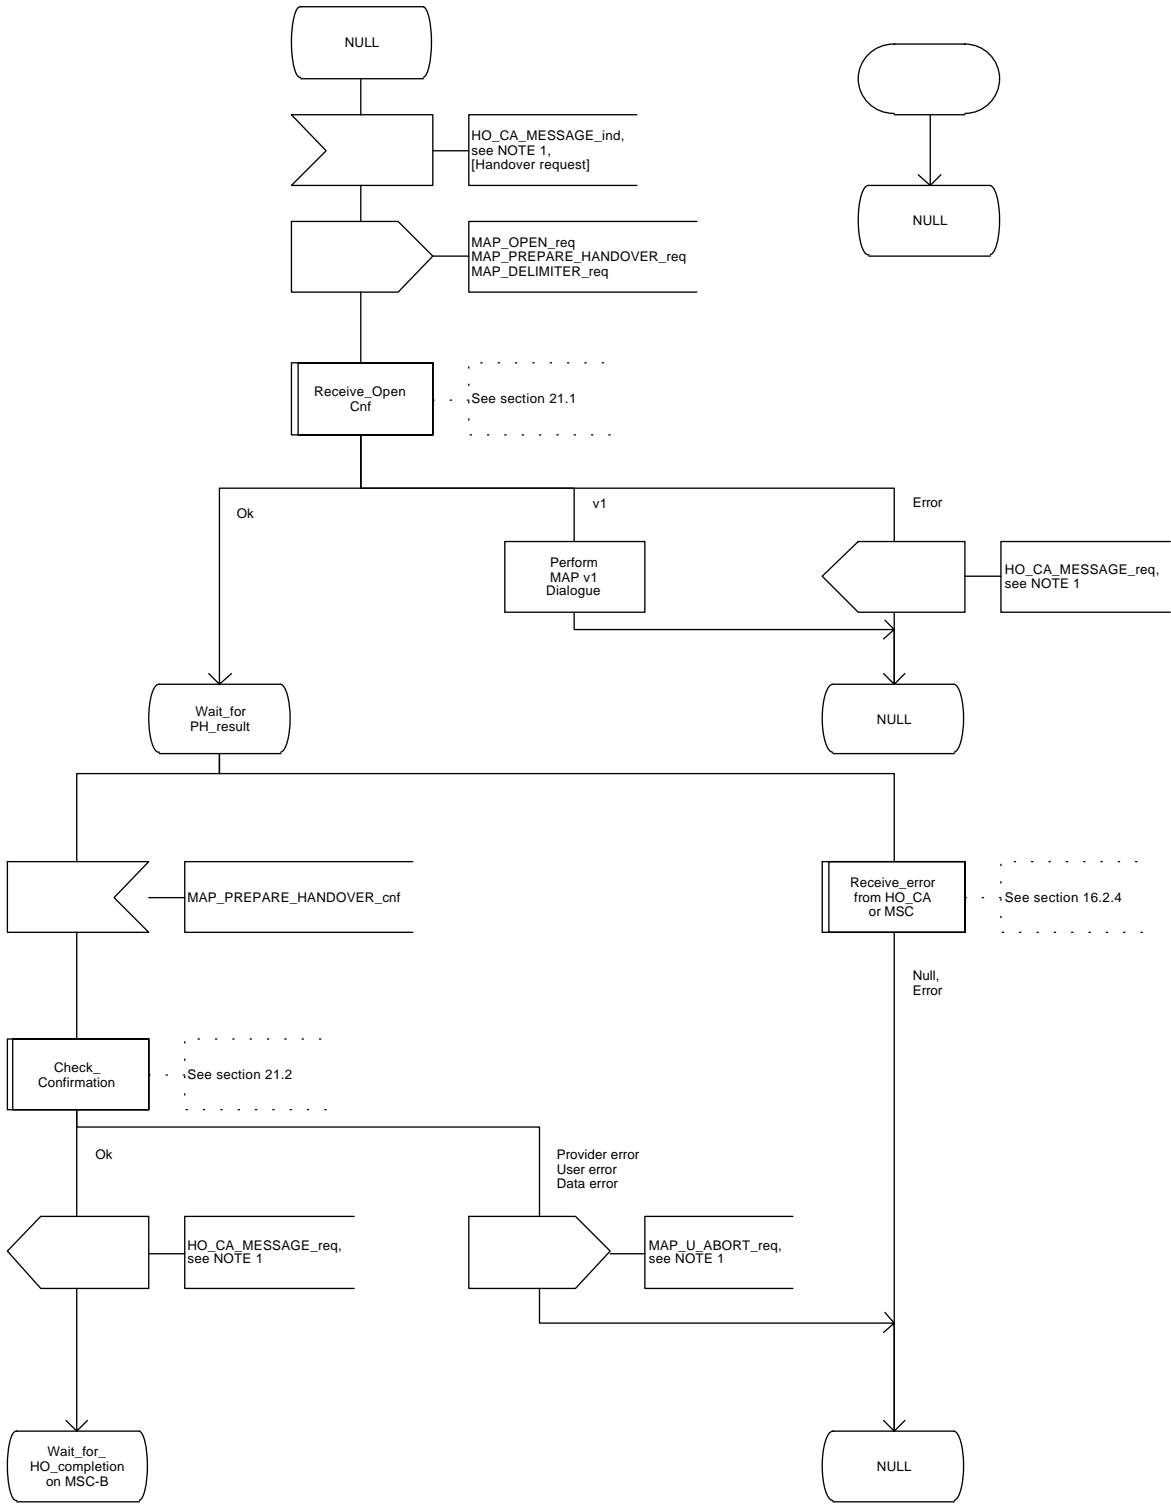 NULL
HO_CA_MESSAGE_ind,
see NOTE 1,
[Handover request]
NULL
MAP_OPEN_req
MAP_PREPARE_HANDOVER_req
MAP_DELIMITER_req
Receive_Open
Cnf
See section 21.1
Ok
v1
Error
Perform
MAP v1
Dialogue
HO_CA_MESSAGE_req,
see NOTE 1
Wait_for
PH_result
NULL
MAP_PREPARE_HANDOVER_cnf
Receive_error
from HO_CA
or MSC
See section 16.2.4
Null,
Error
Check_
Confirmation
See section 21.2
Ok
Provider error
User error
Data error
HO_CA_MESSAGE_req,
see NOTE 1
MAP_U_ABORT_req,
see NOTE 1
Wait_for_
HO_completion
on MSC-B
NULL